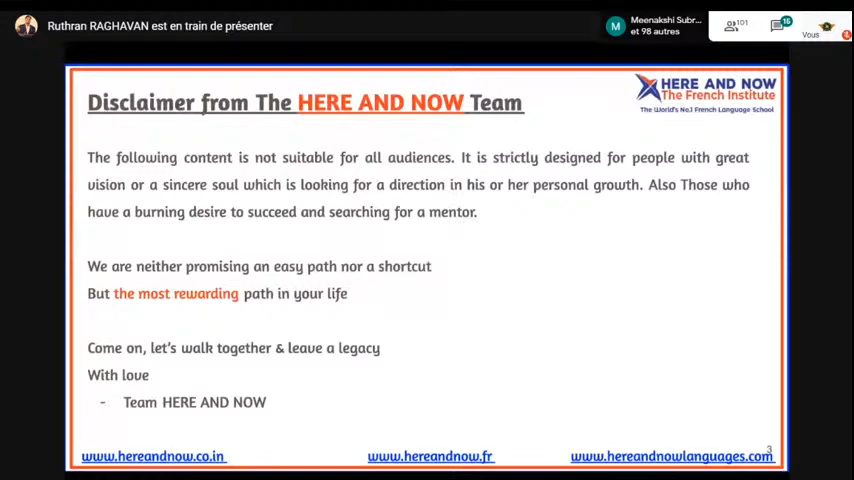 Ruthran RAGHAVAN est en train de présenter
M
Meenakshi Subr...
et 98 autres
101
15
Vous
Disclaimer from The HERE AND NOW Team
HERE AND NOW
The French Institute
The World's No.1 French Language School
The following content is not suitable for all audiences. It is strictly designed for people with great
vision or a sincere soul which is looking for a direction in his or her personal growth. Also Those who
have a burning desire to succeed and searching for a mentor.
We are neither promising an easy path nor a shortcut
But the most rewarding path in your life
Come on, let's walk together & leave a legacy
With love
- Team HERE AND NOW
3
www.hereandnow.co.in
www.hereandnow.fr
www.hereandnowlanguages.com